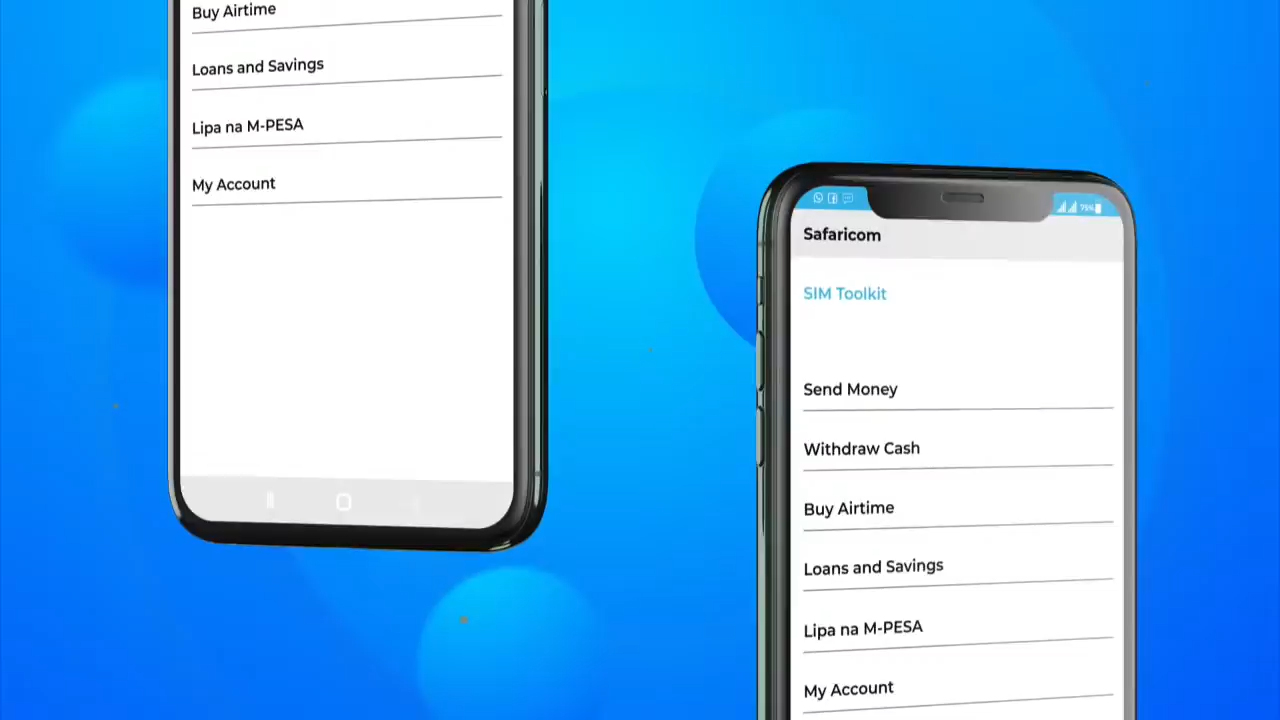 Buy Airtime
Loans and Savings
Lipa na M-PESA
My Account
75%
Safaricom
SIM Toolkit
Send Money
Withdraw Cash
Buy Airtime
Loans and Savings
Lipa na M-PESA
My Account